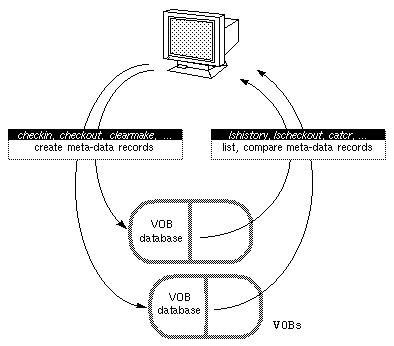 checkin, checkout, clearmake, ...
create meta-data records
lshistory, lscheckout, catcr, ...
list, compare meta-data records
VOB
database
VOB
database
VOBs